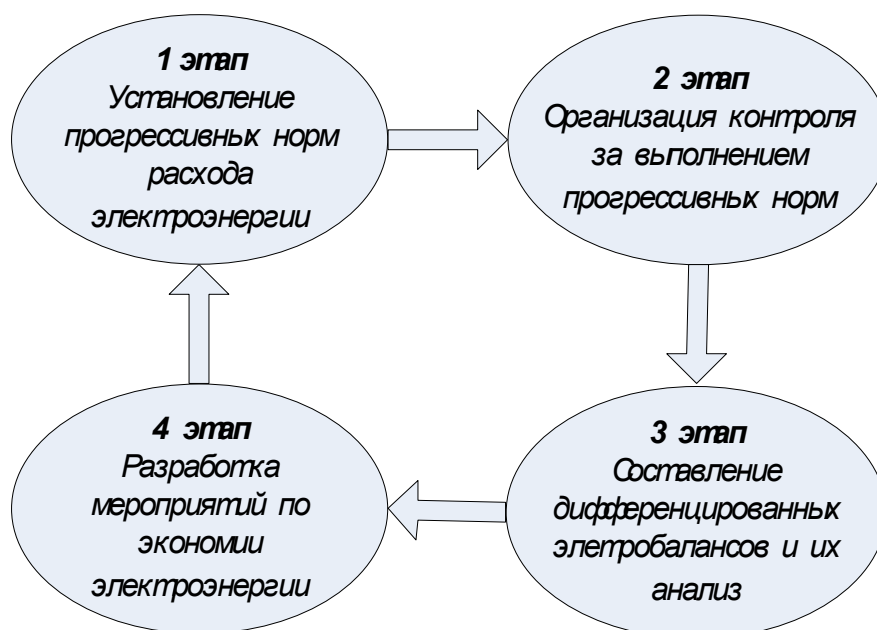 1 этап
Установление
прогрессивных норм
расхода
электроэнергии
2 этап
Организация контроля
за выполнением
прогрессивных норм
3 этап
Составление
дифференцированных
элетробалансов и их
анализ
4 этап
Разработка
мероприятий по
экономии
электроэнергии